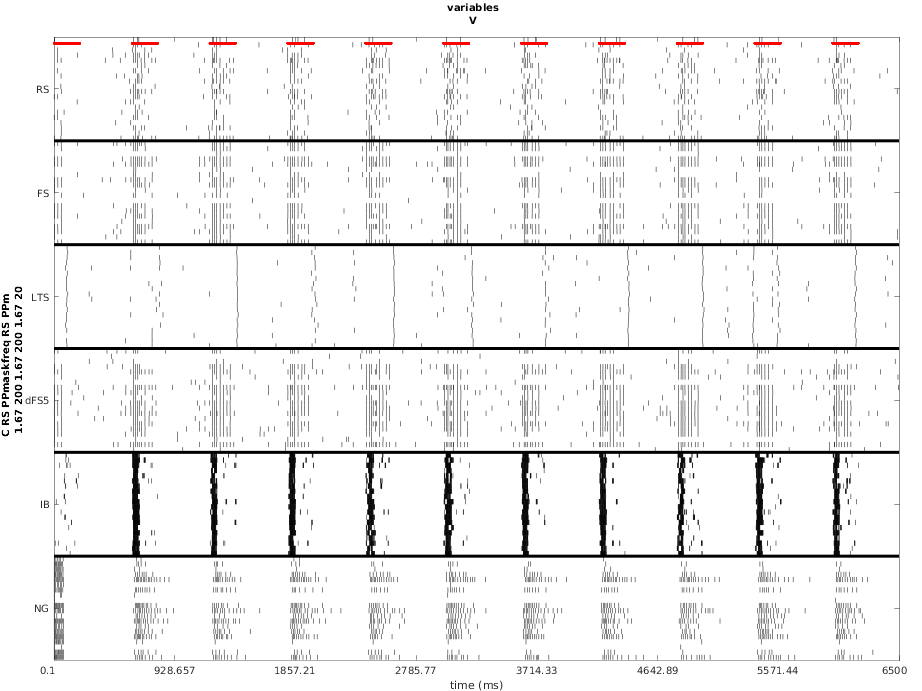 variables
V
C RS PPmaskfreq RS PPm
1.67 200 1.67 200 1.67 20
RS
FS
LTS
dFS5
IB
NG
0.1 928.657 1857.21 2785.77 3714.33 4642.89 5571.44 6500
time (ms)